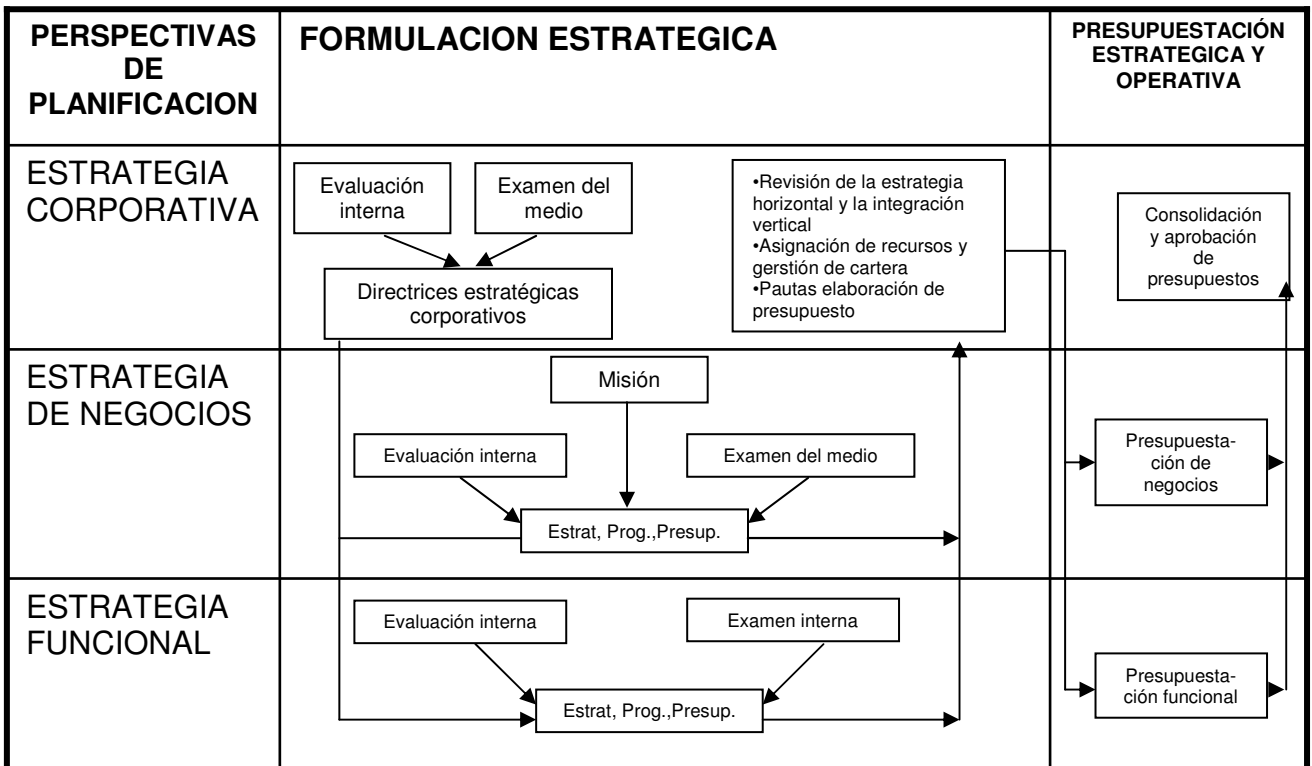 PERSPECTIVAS
DE
PLANIFICACION
FORMULACION ESTRATEGICA
PRESUPUESTACIÓN
ESTRATEGICA Y
OPERATIVA
ESTRATEGIA
CORPORATIVA
Evaluación
interna
Examen del
medio
Directrices estratégicas
corporativos
•Revisión de la estrategia
horizontal y la integración
vertical
•Asignación de recursos y
gerstión de cartera
•Pautas elaboración de
presupuesto
Consolidación
y aprobación
de
presupuestos
ESTRATEGIA
DE NEGOCIOS
Misión
Evaluación interna
Examen del medio
Estrat, Prog.,Presup.
Presupuesta-
ción de
negocios
ESTRATEGIA
FUNCIONAL
Evaluación interna
Examen interna
Estrat, Prog.,Presup.
Presupuesta-
ción funcional